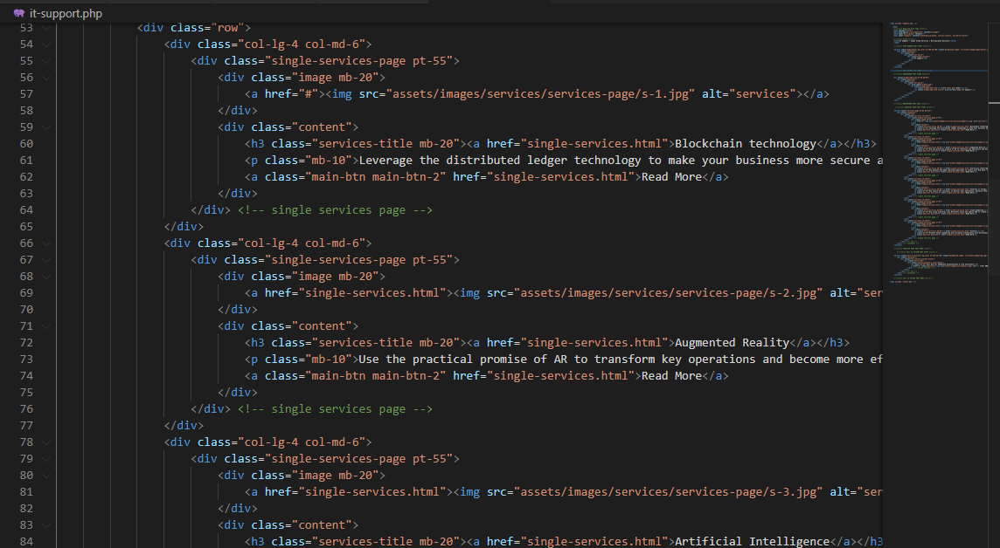 it-support.php
53 <div class="row">
54 <div class="col-lg-4 col-md-6">
55 <div class="single-services-page pt-55">
56 <div class="image mb-20">
57 <a href="#"><img src="assets/images/services/services-page/s-1.jpg" alt="services"></a>
58 </div>
59 <div class="content">
60 <h3 class="services-title mb-20"><a href="single-services.html">Blockchain technology</a></h3>
61 <p class="mb-10">Leverage the distributed ledger technology to make your business more secure a
62 <a class="main-btn main-btn-2" href="single-services.html">Read More</a>
63 </div>
64 </div> <!-- single services page -->
65 </div>
66 <div class="col-lg-4 col-md-6">
67 <div class="single-services-page pt-55">
68 <div class="image mb-20">
69 <a href="single-services.html"><img src="assets/images/services/services-page/s-2.jpg" alt="ser
70 </div>
71 <div class="content">
72 <h3 class="services-title mb-20"><a href="single-services.html">Augmented Reality</a></h3>
73 <p class="mb-10">Use the practical promise of AR to transform key operations and become more ef
74 <a class="main-btn main-btn-2" href="single-services.html">Read More</a>
75 </div>
76 </div> <!-- single services page -->
77 </div>
78 <div class="col-lg-4 col-md-6">
79 <div class="single-services-page pt-55">
80 <div class="image mb-20">
81 <a href="single-services.html"><img src="assets/images/services/services-page/s-3.jpg" alt="ser
82 </div>
83 <div class="content">
84 <h3 class="services-title mb-20"><a href="single-services.html">Artificial Intelligence</a></h3